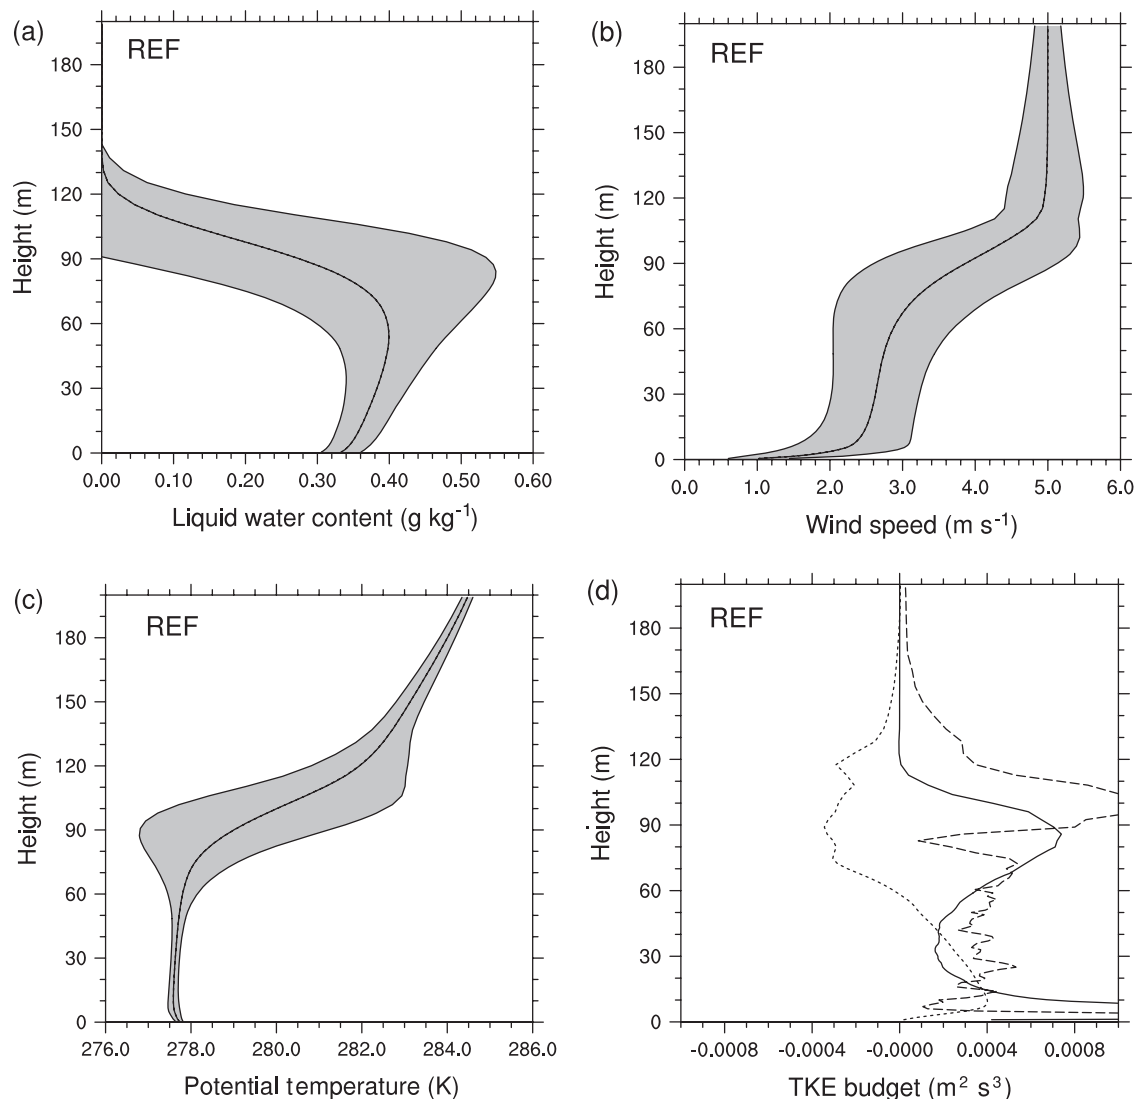 (a)
REF
180
150
120
90
60
30
0
Height (m)
0.00 0.10 0.20 0.30 0.40 0.50 0.60
Liquid water content (g kg⁻¹)
(b)
REF
180
150
120
90
60
30
0
Height (m)
0.0 1.0 2.0 3.0 4.0 5.0 6.0
Wind speed (m s⁻¹)
(c)
REF
180
150
120
90
60
30
0
Height (m)
276.0 278.0 280.0 282.0 284.0 286.0
Potential temperature (K)
(d)
REF
180
150
120
90
60
30
0
Height (m)
-0.0008 -0.0004 -0.0000 0.0004 0.0008
TKE budget (m² s³)